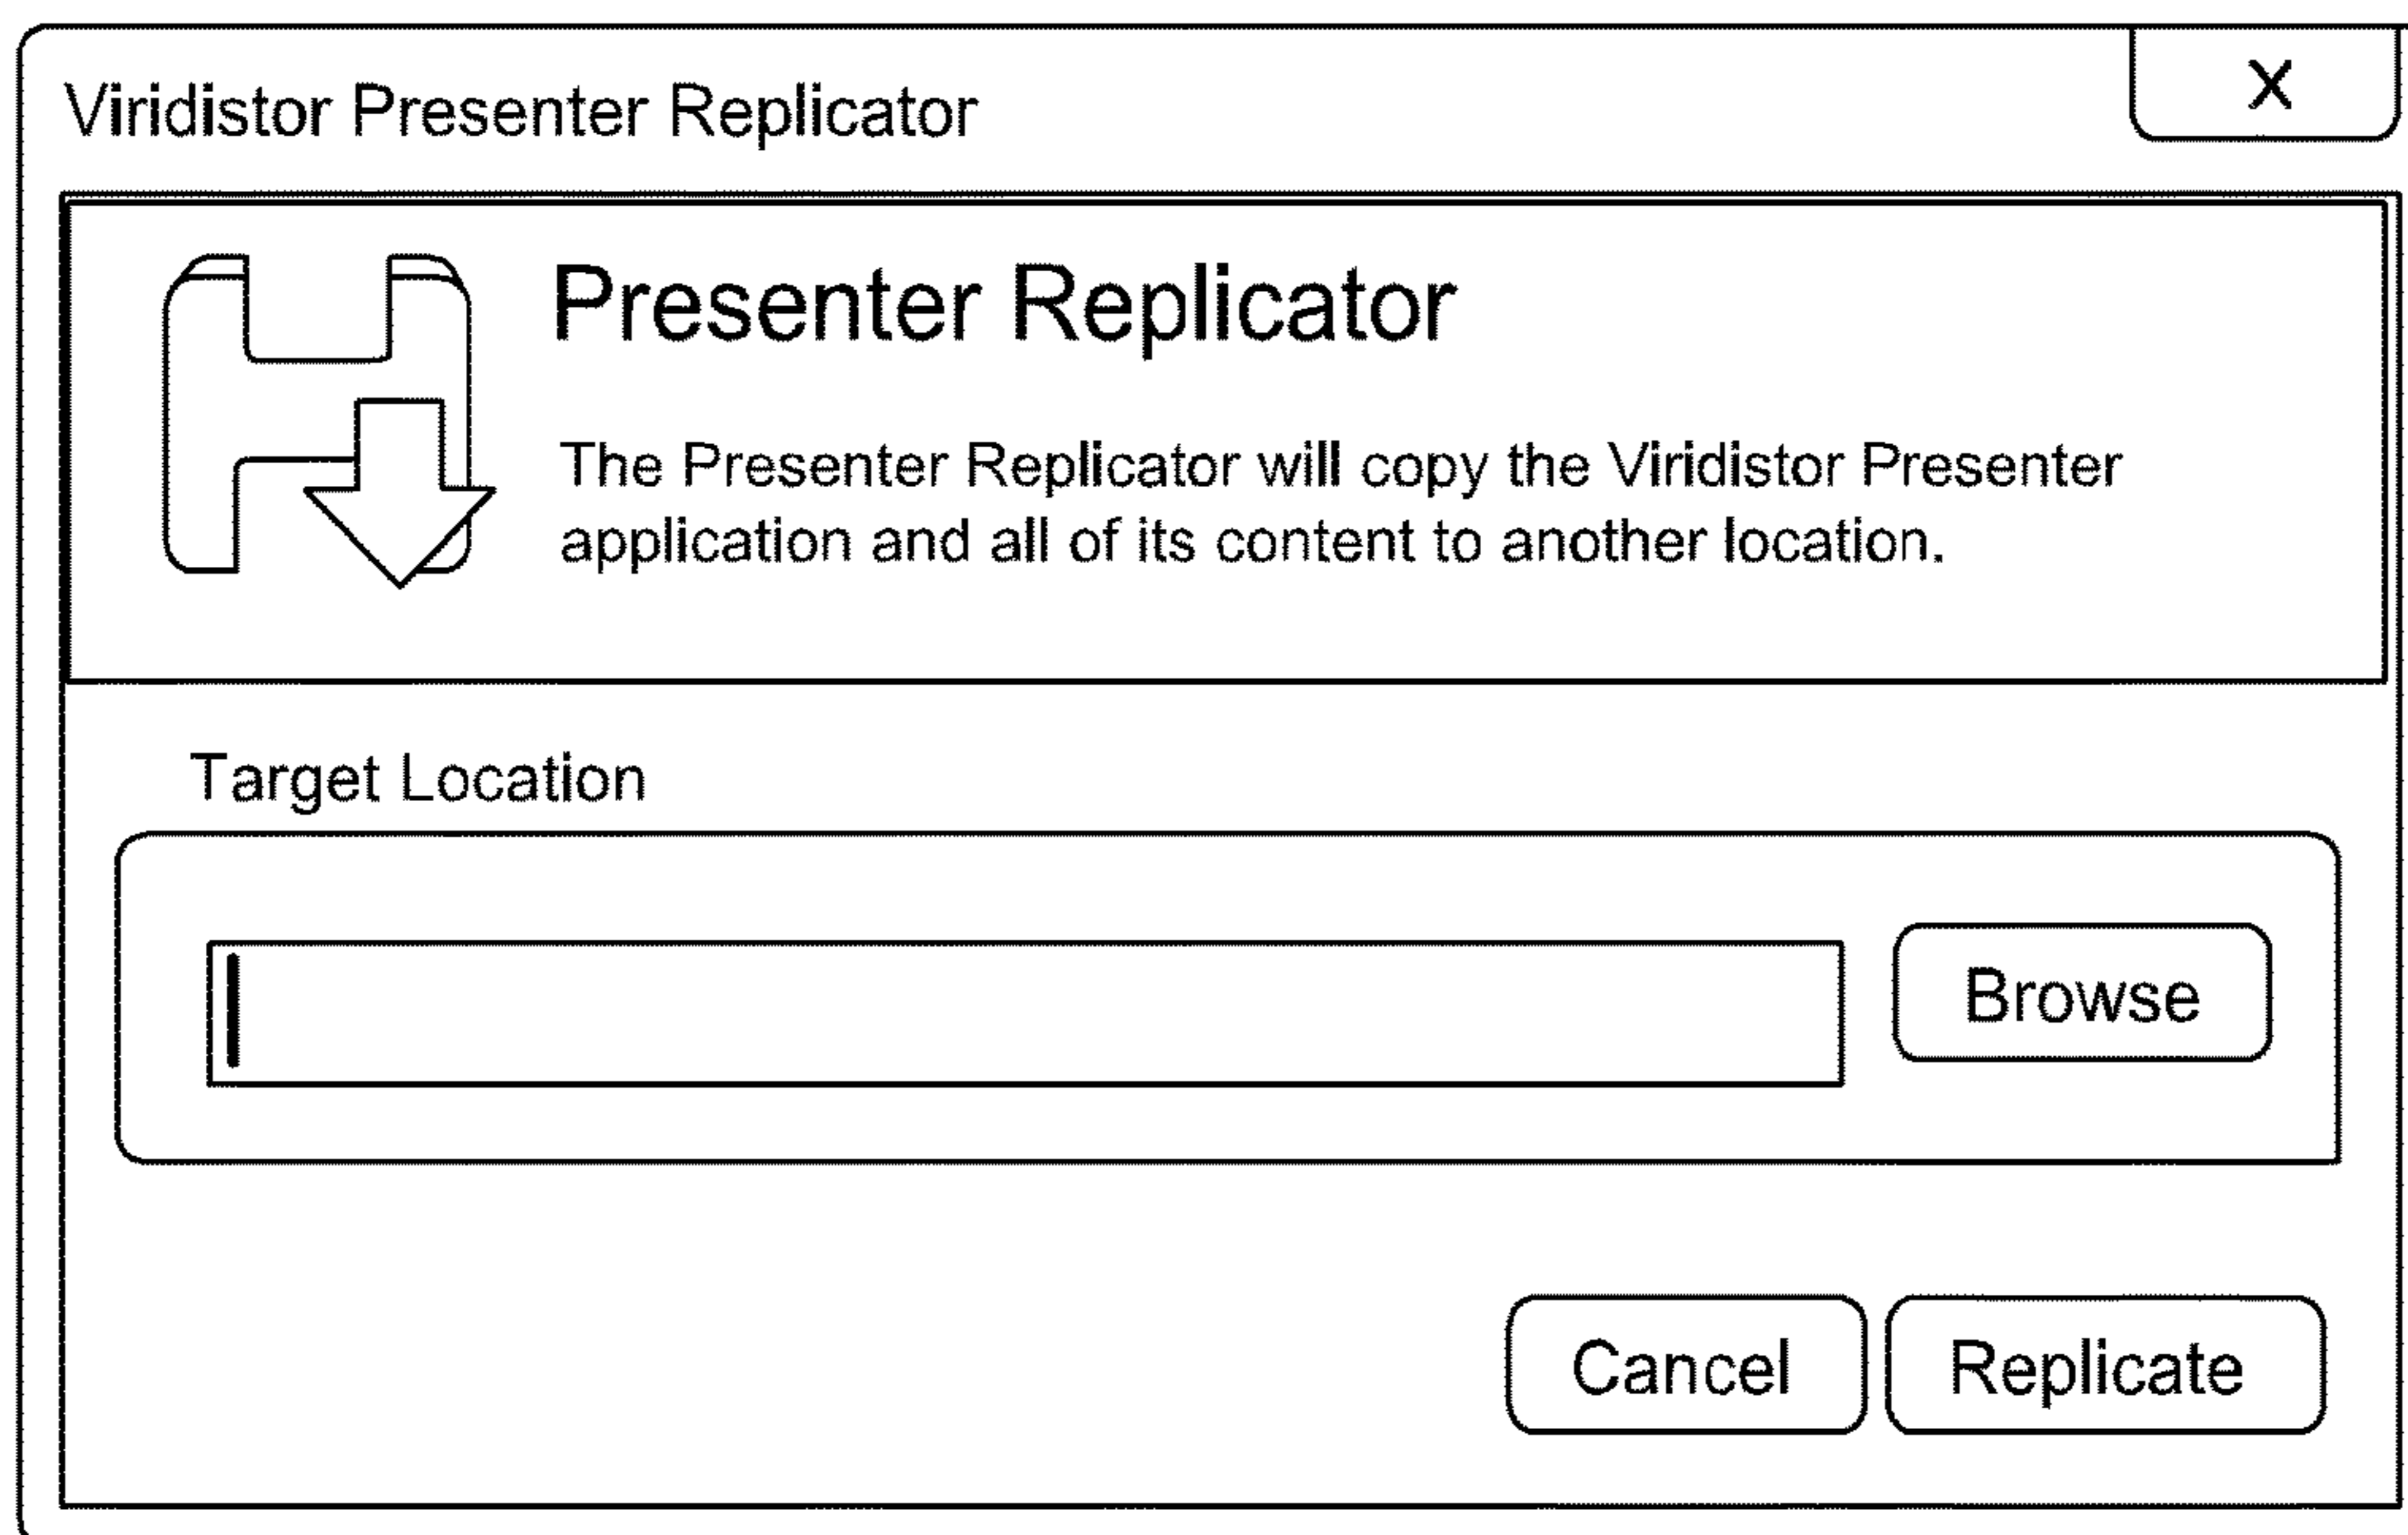 Viridistor Presenter Replicator
X
Presenter Replicator
The Presenter Replicator will copy the Viridistor Presenter
application and all of its content to another location.
Target Location
Browse
Cancel
Replicate